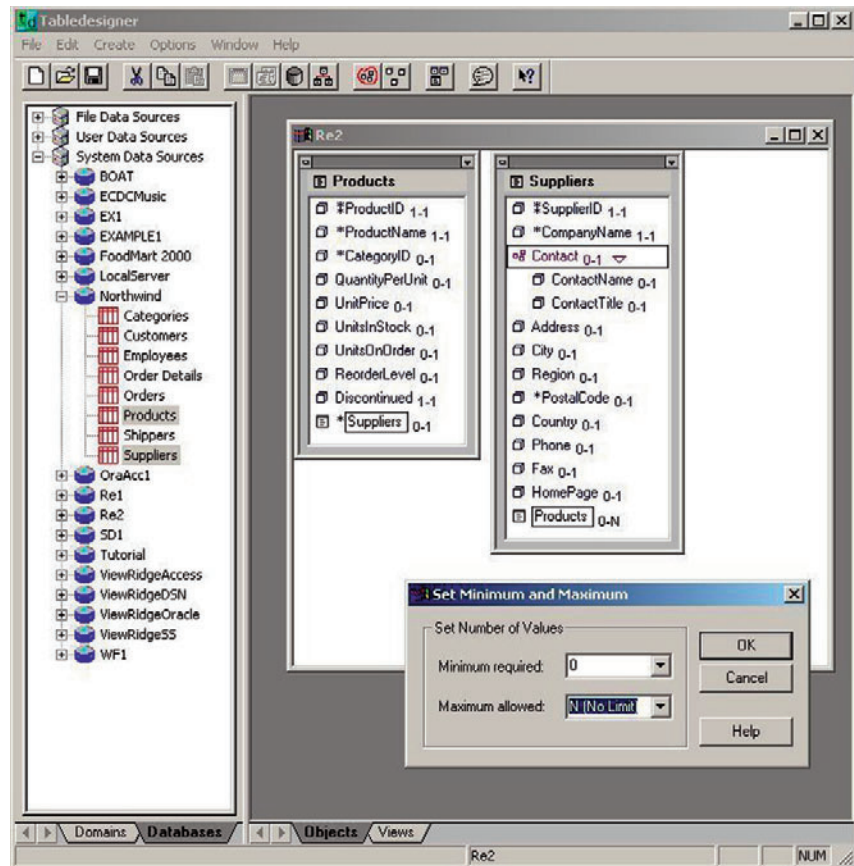 td Tabledesigner
File Edit Create Options Window Help
File Data Sources
User Data Sources
System Data Sources
BOAT
ECDCMusic
EX1
EXAMPLE1
FoodMart 2000
LocalServer
Northwind
Categories
Customers
Employees
Order Details
Orders
Products
Shippers
Suppliers
OraAcc1
Re1
Re2
SD1
Tutorial
ViewRidgeAccess
ViewRidgeDSN
ViewRidgeOracle
ViewRidgeSS
WF1
Domains Databases
Re2
Products
*ProductID 1-1
*ProductName 1-1
*CategoryID 0-1
QuantityPerUnit 0-1
UnitPrice 0-1
UnitsInStock 0-1
UnitsOnOrder 0-1
ReorderLevel 0-1
Discontinued 1-1
*Suppliers 0-1
Suppliers
*SupplierID 1-1
*CompanyName 1-1
Contact 0-1
ContactName
ContactTitle
Address 0-1
City 0-1
Region 0-1
*PostalCode 0-1
Country 0-1
Phone 0-1
Fax 0-1
HomePage 0-1
Products 0-N
Set Minimum and Maximum
Set Number of Values
Minimum required: 0
Maximum allowed: N (No Limit
OK
Cancel
Help
Objects Views
Re2
NUM